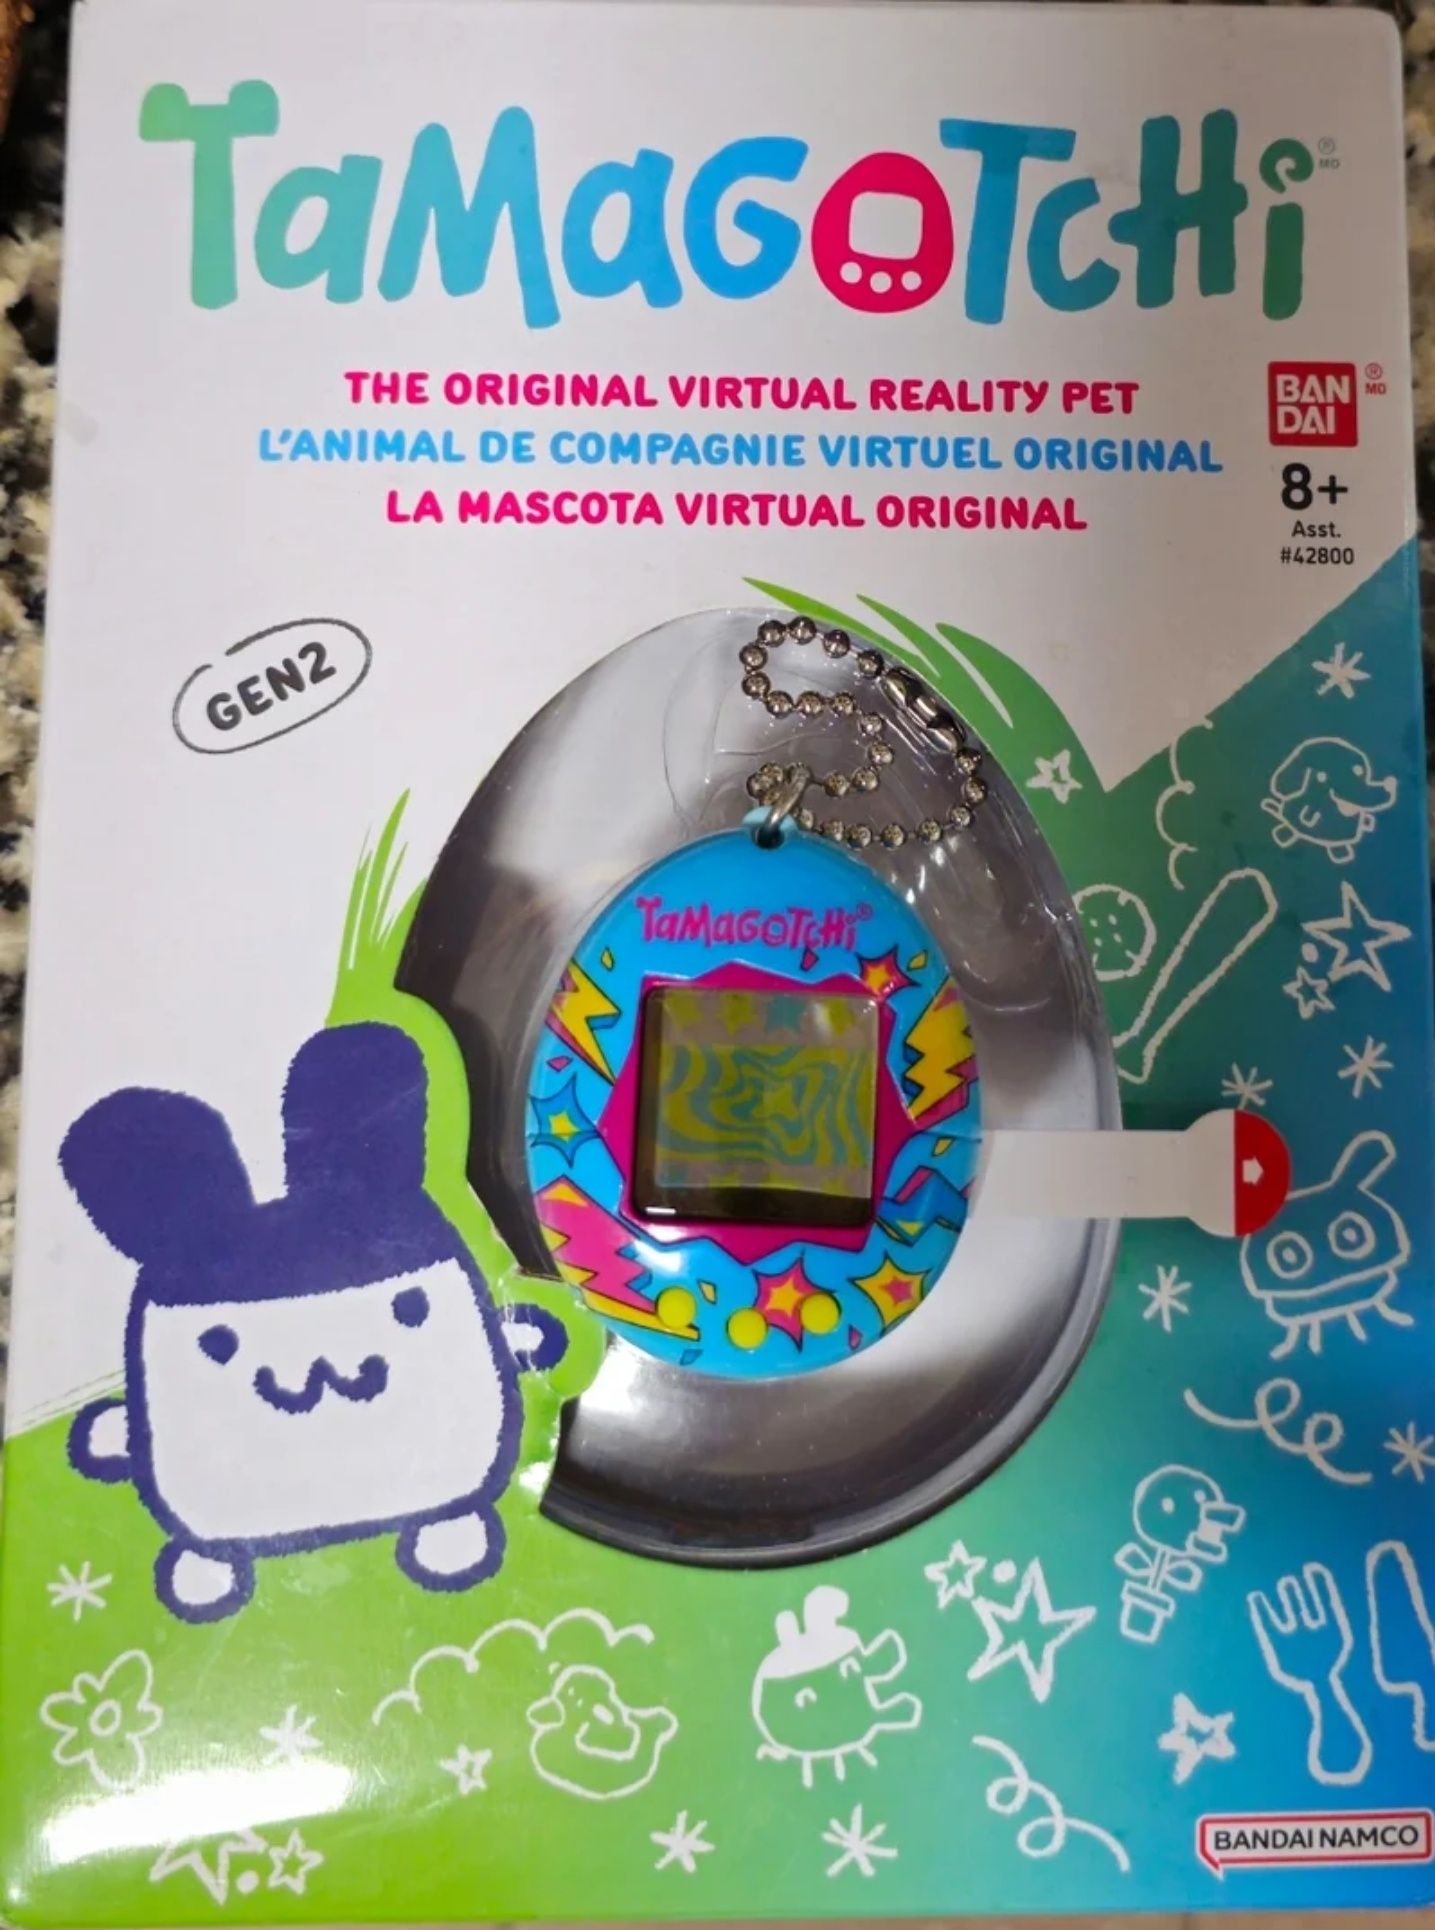 TaMaGoTcHi
® MD
THE ORIGINAL VIRTUAL REALITY PET
L'ANIMAL DE COMPAGNIE VIRTUEL ORIGINAL
LA MASCOTA VIRTUAL ORIGINAL
BAN
DAI
® MD
8+
Asst.
#42800
GEN2
TaMaGoTcHi®
BANDAI NAMCO